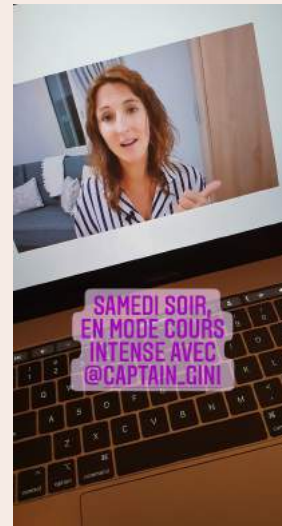 SAMEDI SOIR,
EN MODE COURS
INTENSE AVEC
@CAPTAIN_GINI